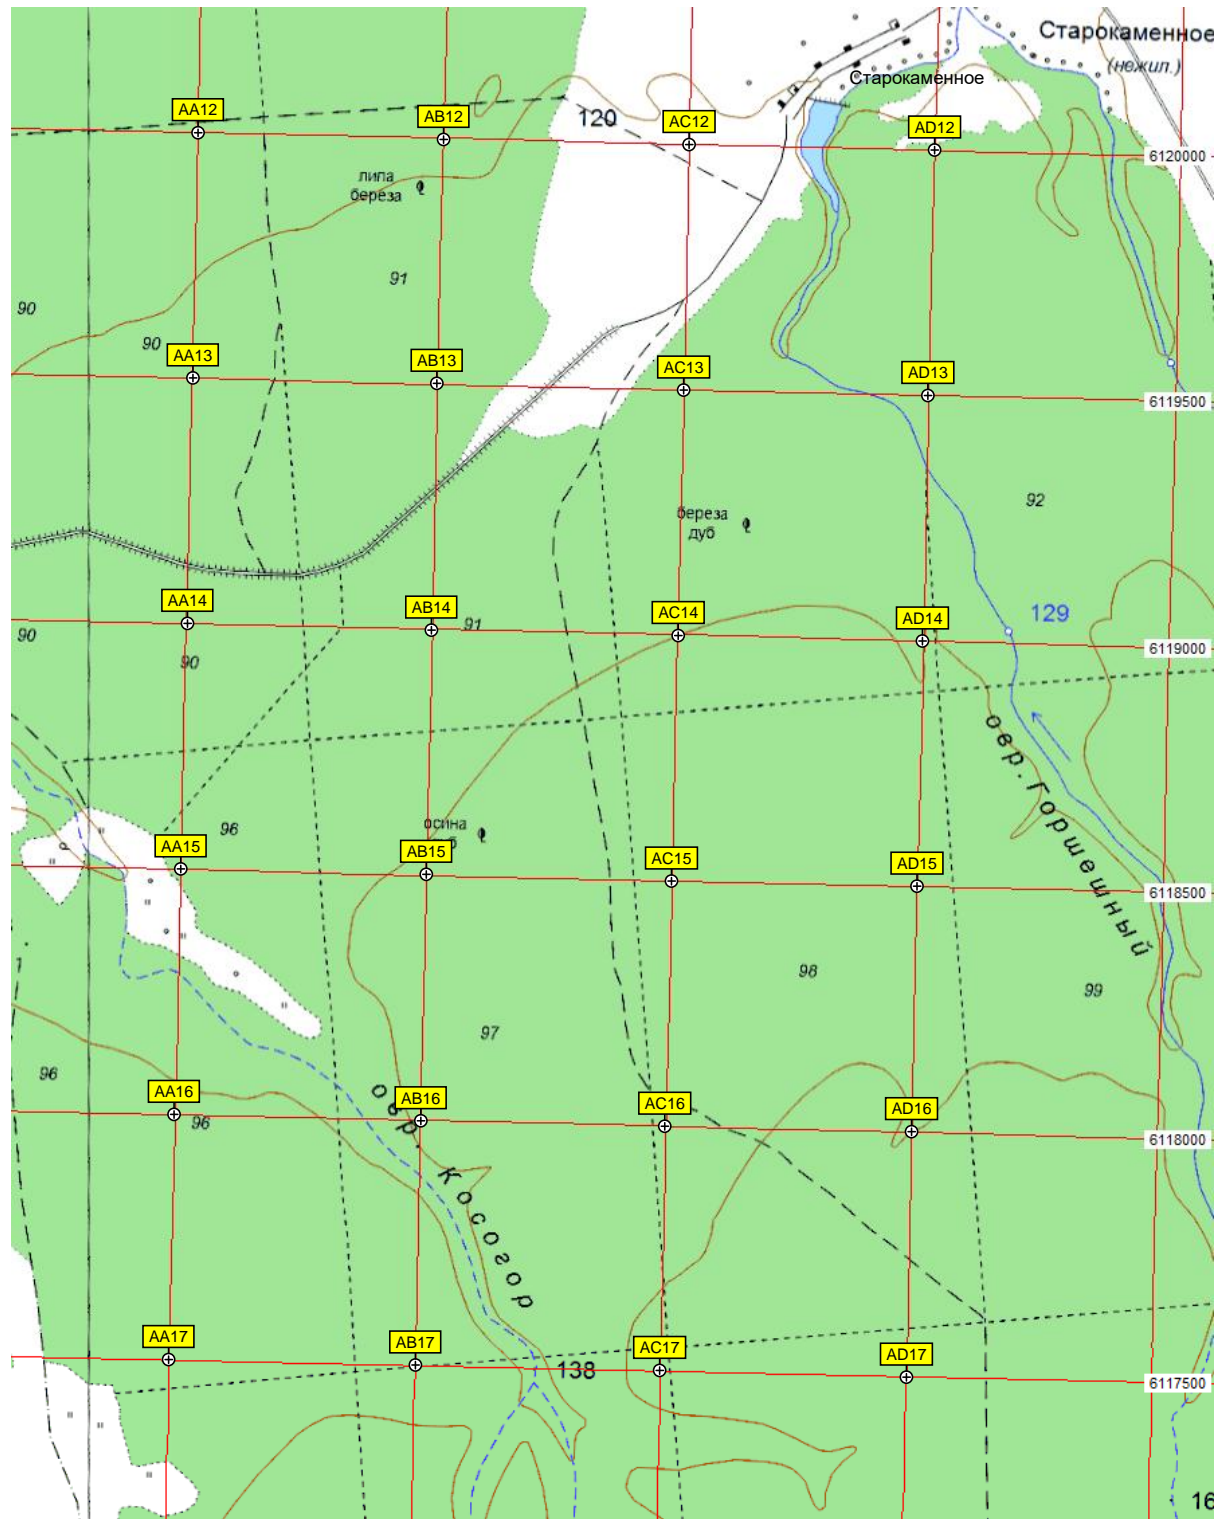 Старокаменное
(нежил.)
Старокаменное
AA12
AB12
120
AC12
AD12
6120000
липа
береза
91
90
90
AA13
AB13
AC13
AD13
6119500
92
береза
дуб
AA14
AB14
91
AC14
AD14
129
90
90
6119000
овр. Горшечный
96
осина
AA15
AB15
AC15
AD15
6118500
98
99
97
96
AA16
96
овр. Косогор
AB16
AC16
AD16
6118000
AA17
AB17
138
AC17
AD17
6117500
16